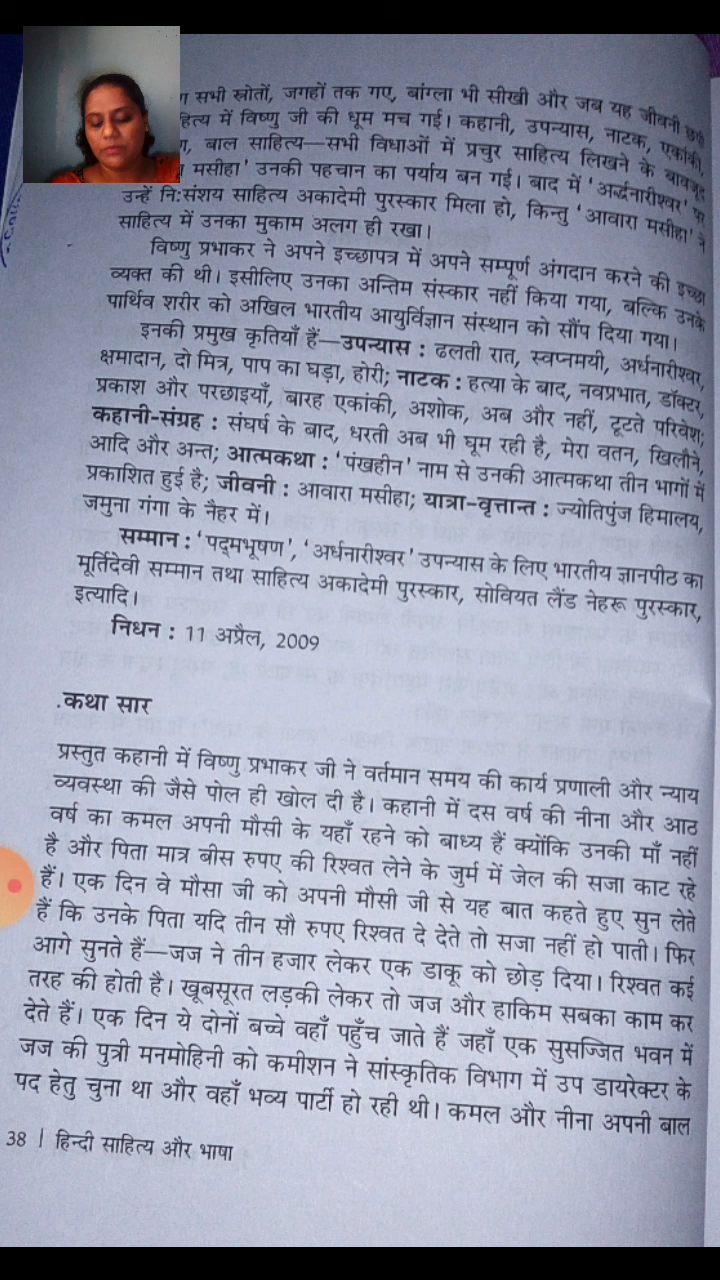 सभी स्रोतों, जगहों तक गए, बांग्ला भी सीखी और जब यह जीवनी छपी
में विष्णु जी की धूम मच गई। कहानी, उपन्यास, नाटक, एकांकी,
बाल साहित्य—सभी विधाओं में प्रचुर साहित्य लिखने के बावजूद
मसीहा' उनकी पहचान का पर्याय बन गई। बाद में 'अर्द्धनारीश्वर' पर
उन्हें नि:संशय साहित्य अकादेमी पुरस्कार मिला हो, किन्तु 'आवारा मसीहा' ने
साहित्य में उनका मुकाम अलग ही रखा।
विष्णु प्रभाकर ने अपने इच्छापत्र में अपने सम्पूर्ण अंगदान करने की इच्छा
व्यक्त की थी। इसीलिए उनका अन्तिम संस्कार नहीं किया गया, बल्कि उनके
पार्थिव शरीर को अखिल भारतीय आयुर्विज्ञान संस्थान को सौंप दिया गया।
इनकी प्रमुख कृतियाँ हैं—उपन्यास : ढलती रात, स्वप्नमयी, अर्धनारीश्वर,
क्षमादान, दो मित्र, पाप का घड़ा, होरी; नाटक : हत्या के बाद, नवप्रभात, डॉक्टर,
प्रकाश और परछाइयाँ, बारह एकांकी, अशोक, अब और नहीं, टूटते परिवेश;
कहानी-संग्रह : संघर्ष के बाद, धरती अब भी घूम रही है, मेरा वतन, खिलौने,
आदि और अन्त; आत्मकथा : 'पंखहीन' नाम से उनकी आत्मकथा तीन भागों में
प्रकाशित हुई है; जीवनी : आवारा मसीहा; यात्रा-वृत्तान्त : ज्योतिपुंज हिमालय,
जमुना गंगा के नैहर में।
सम्मान : 'पद्मभूषण', 'अर्धनारीश्वर' उपन्यास के लिए भारतीय ज्ञानपीठ का
मूर्तिदेवी सम्मान तथा साहित्य अकादेमी पुरस्कार, सोवियत लैंड नेहरू पुरस्कार,
इत्यादि।
निधन : 11 अप्रैल, 2009
.कथा सार
प्रस्तुत कहानी में विष्णु प्रभाकर जी ने वर्तमान समय की कार्य प्रणाली और न्याय
व्यवस्था की जैसे पोल ही खोल दी है। कहानी में दस वर्ष की नीना और आठ
वर्ष का कमल अपनी मौसी के यहाँ रहने को बाध्य हैं क्योंकि उनकी माँ नहीं
है और पिता मात्र बीस रुपए की रिश्वत लेने के जुर्म में जेल की सजा काट रहे
हैं। एक दिन वे मौसा जी को अपनी मौसी जी से यह बात कहते हुए सुन लेते
हैं कि उनके पिता यदि तीन सौ रुपए रिश्वत दे देते तो सजा नहीं हो पाती। फिर
आगे सुनते हैं—जज ने तीन हजार लेकर एक डाकू को छोड़ दिया। रिश्वत कई
तरह की होती है। खूबसूरत लड़की लेकर तो जज और हाकिम सबका काम कर
देते हैं। एक दिन ये दोनों बच्चे वहाँ पहुँच जाते हैं जहाँ एक सुसज्जित भवन में
जज की पुत्री मनमोहिनी को कमीशन ने सांस्कृतिक विभाग में उप डायरेक्टर के
पद हेतु चुना था और वहाँ भव्य पार्टी हो रही थी। कमल और नीना अपनी बाल
38 | हिन्दी साहित्य और भाषा